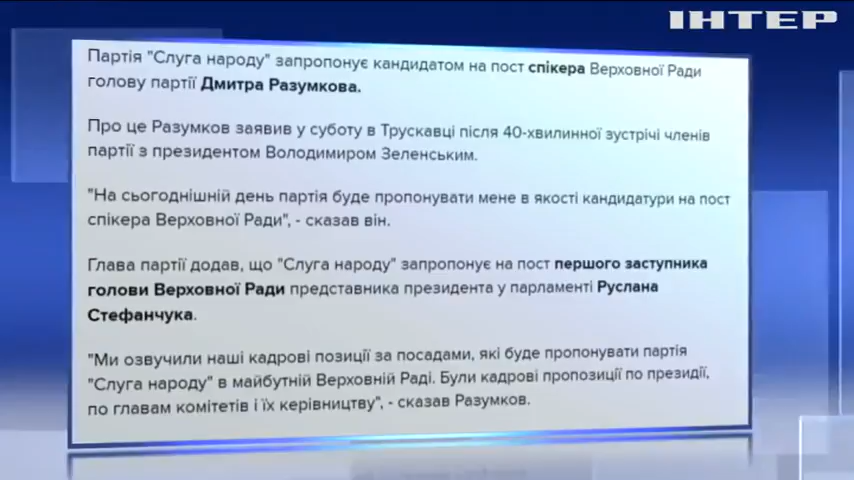 ІНТЕР
Партія "Слуга народу" запропонує кандидатом на пост спікера Верховної Ради
голову партії Дмитра Разумкова.
Про це Разумков заявив у суботу в Трускавці після 40-хвилинної зустрічі членів
партії з президентом Володимиром Зеленським.
"На сьогоднішній день партія буде пропонувати мене в якості кандидатури на пост
спікера Верховної Ради", - сказав він.
Глава партії додав, що "Слуга народу" запропонує на пост першого заступника
голови Верховної Ради представника президента у парламенті Руслана
Стефанчука.
"Ми озвучили наші кадрові позиції за посадами, які буде пропонувати партія
"Слуга народу" в майбутній Верховній Раді. Були кадрові пропозиції по президії,
по главам комітетів і їх керівництву", - сказав Разумков.